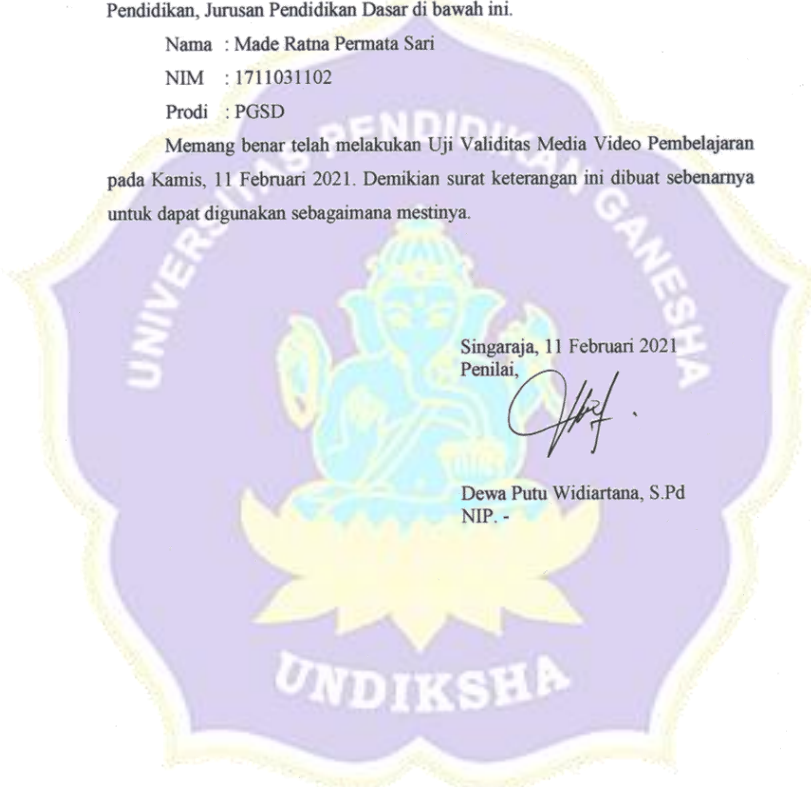 Pendidikan, Jurusan Pendidikan Dasar di bawah ini.
Nama : Made Ratna Permata Sari
NIM : 1711031102
Prodi : PGSD
Memang benar telah melakukan Uji Validitas Media Video Pembelajaran
pada Kamis, 11 Februari 2021. Demikian surat keterangan ini dibuat sebenarnya
untuk dapat digunakan sebagaimana mestinya.
UNIVERSITAS PENDIDIKAN GANESHA
Singaraja, 11 Februari 2021
Penilai,
Dewa Putu Widiartana, S.Pd
NIP. -
UNDIKSHA